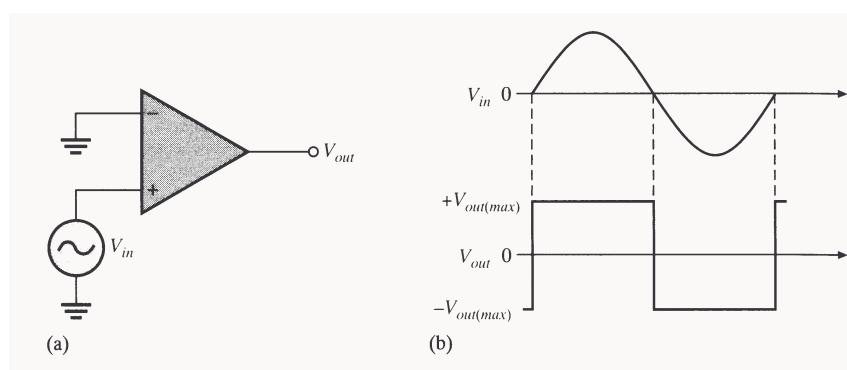 −
V_out
+
V_in
(a)
V_in 0
+V_out(max)
V_out 0
−V_out(max)
(b)